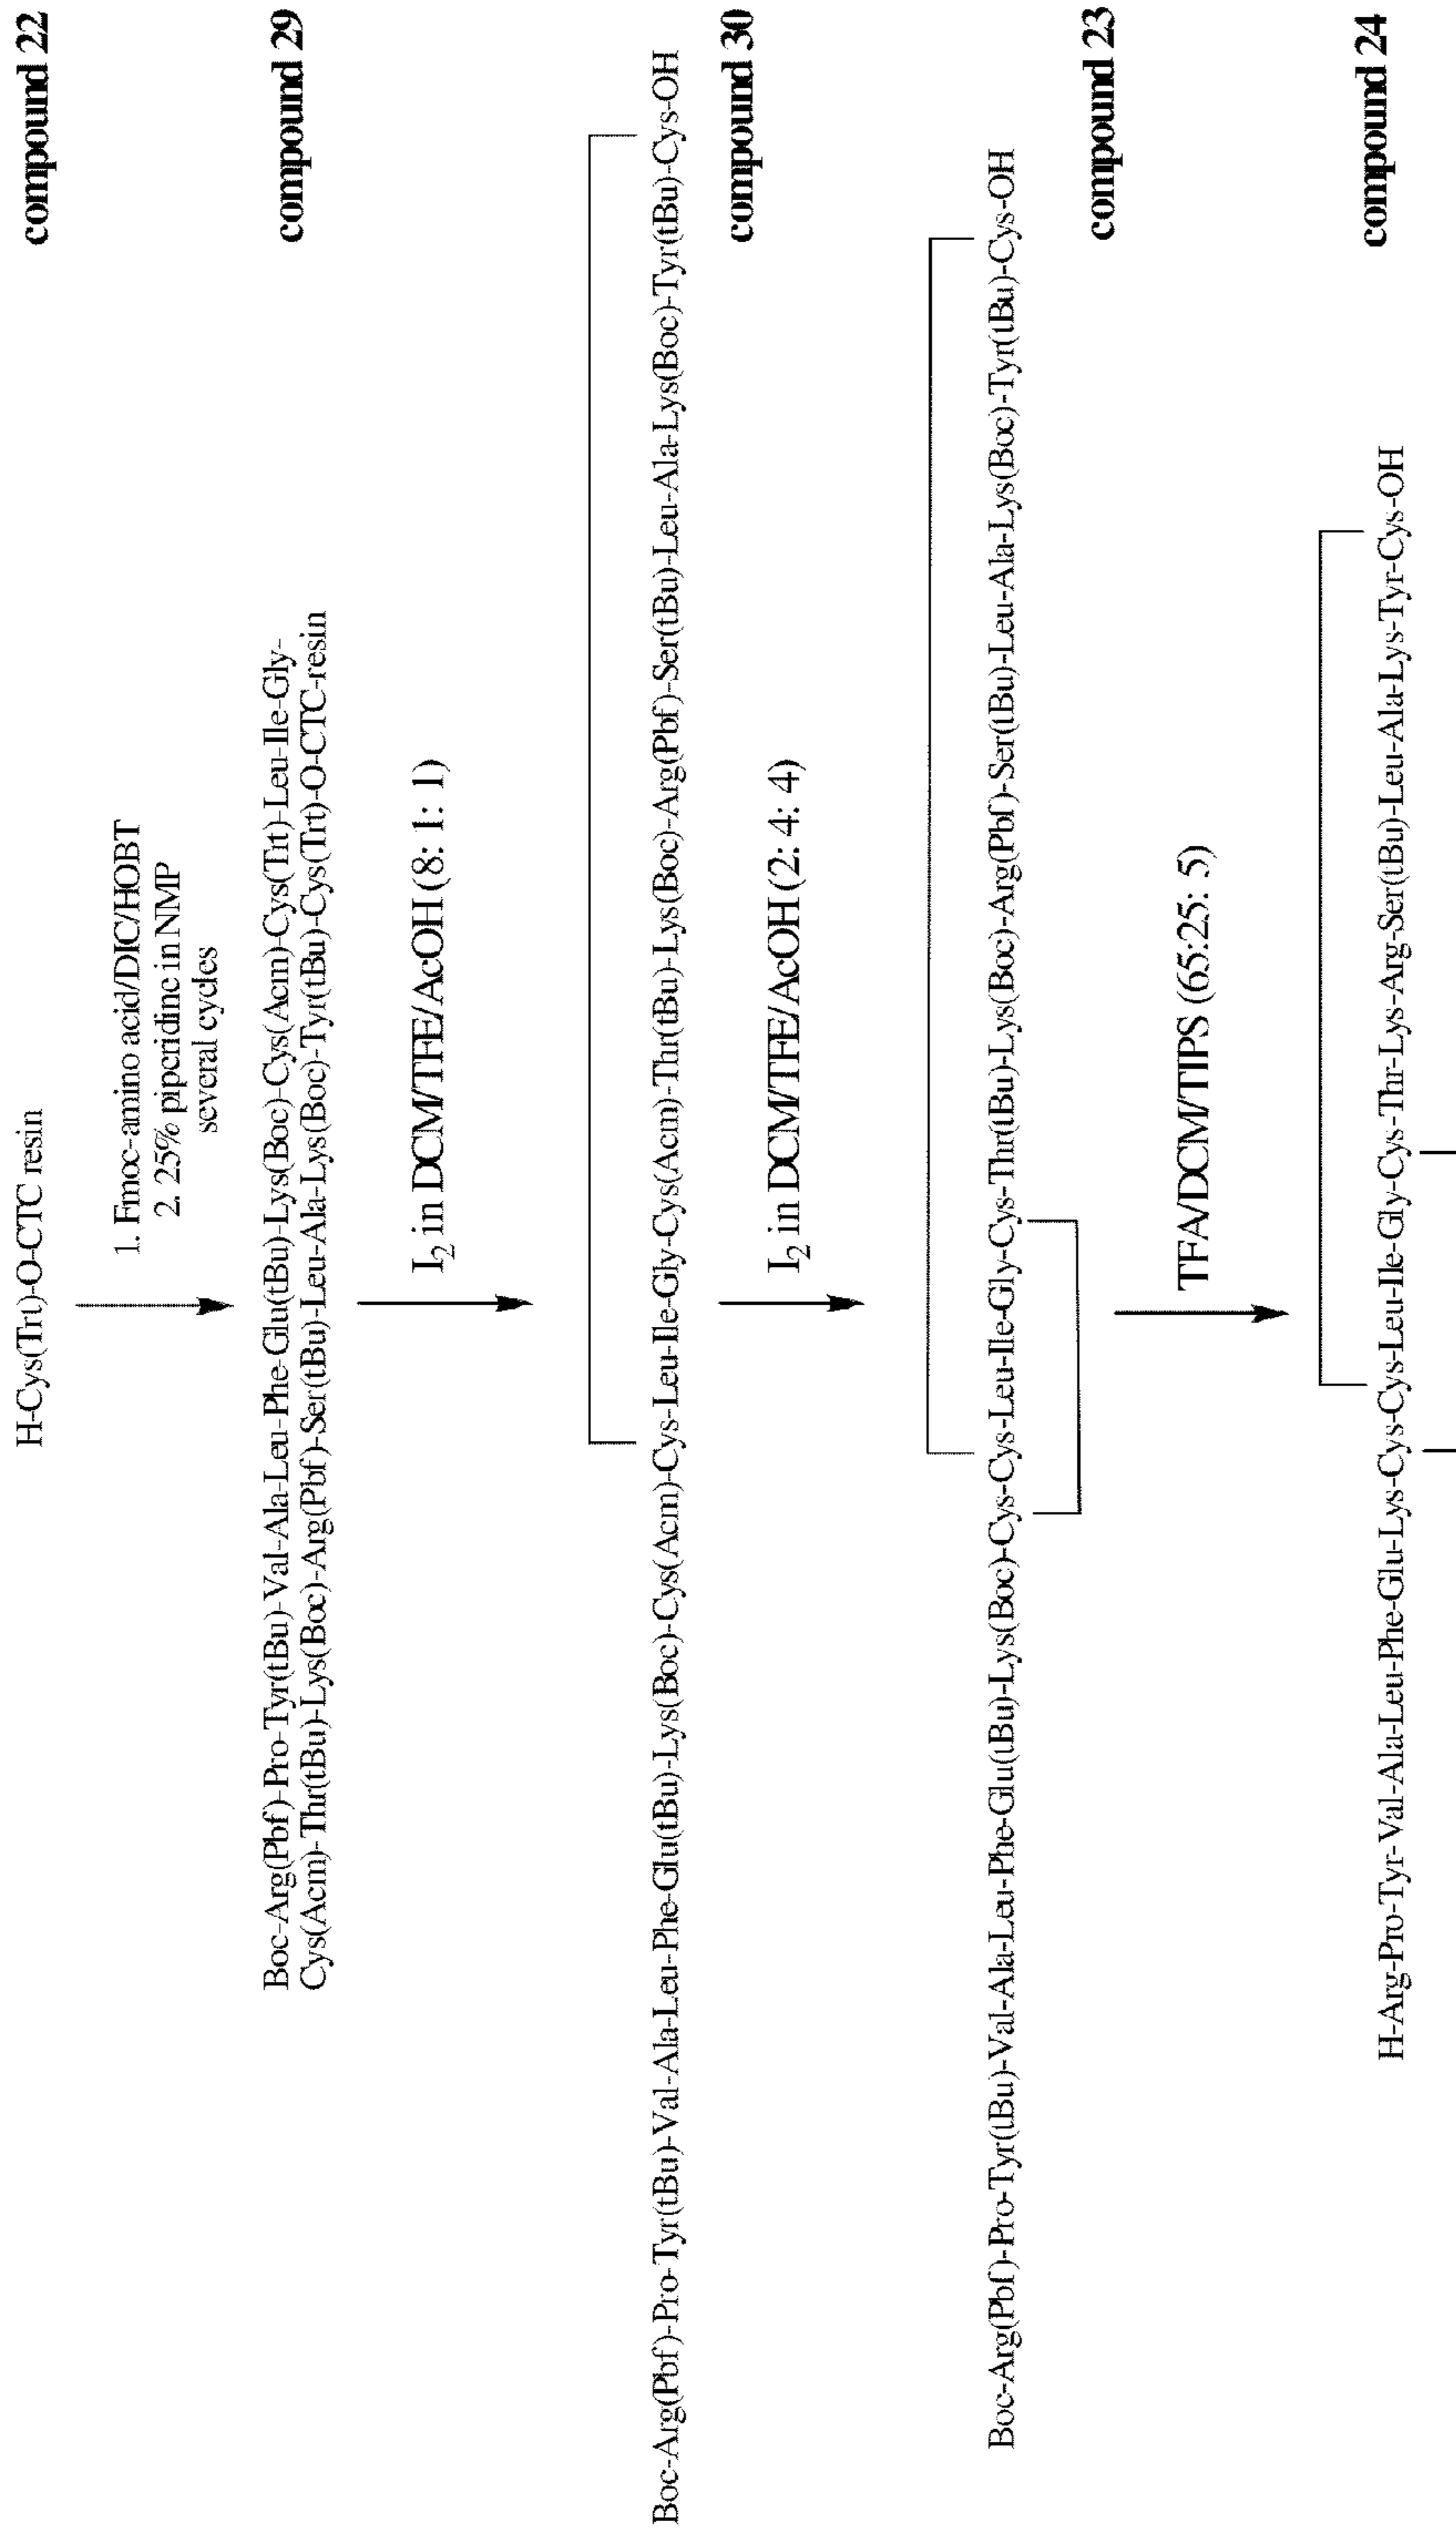 H-Cys(Trt)-O-CTC resin
compound 22
1. Fmoc-amino acid/DIC/HOBT
2. 25% piperidine in NMP
several cycles
Boc-Arg(Pbf)-Pro-Tyr(tBu)-Val-Ala-Leu-Phe-Glu(tBu)-Lys(Boc)-Cys(Acm)-Cys(Trt)-Leu-Ile-Gly-
Cys(Acm)-Thr(tBu)-Lys(Boc)-Arg(Pbf)-Ser(tBu)-Leu-Ala-Lys(Boc)-Tyr(tBu)-Cys(Trt)-O-CTC-resin
compound 29
I2 in DCM/TFE/AcOH (8: 1: 1)
Boc-Arg(Pbf)-Pro-Tyr(tBu)-Val-Ala-Leu-Phe-Glu(tBu)-Lys(Boc)-Cys(Acm)-Cys-Leu-Ile-Gly-Cys(Acm)-Thr(tBu)-Lys(Boc)-Arg(Pbf)-Ser(tBu)-Leu-Ala-Lys(Boc)-Tyr(tBu)-Cys-OH
compound 30
I2 in DCM/TFE/AcOH (2: 4: 4)
Boc-Arg(Pbf)-Pro-Tyr(tBu)-Val-Ala-Leu-Phe-Glu(tBu)-Lys(Boc)-Cys-Cys-Leu-Ile-Gly-Cys-Thr(tBu)-Lys(Boc)-Arg(Pbf)-Ser(tBu)-Leu-Ala-Lys(Boc)-Tyr(tBu)-Cys-OH
compound 23
TFA/DCM/TIPS (65:25: 5)
H-Arg-Pro-Tyr-Val-Ala-Leu-Phe-Glu-Lys-Cys-Cys-Leu-Ile-Gly-Cys-Thr-Lys-Arg-Ser(tBu)-Leu-Ala-Lys-Tyr-Cys-OH
compound 24